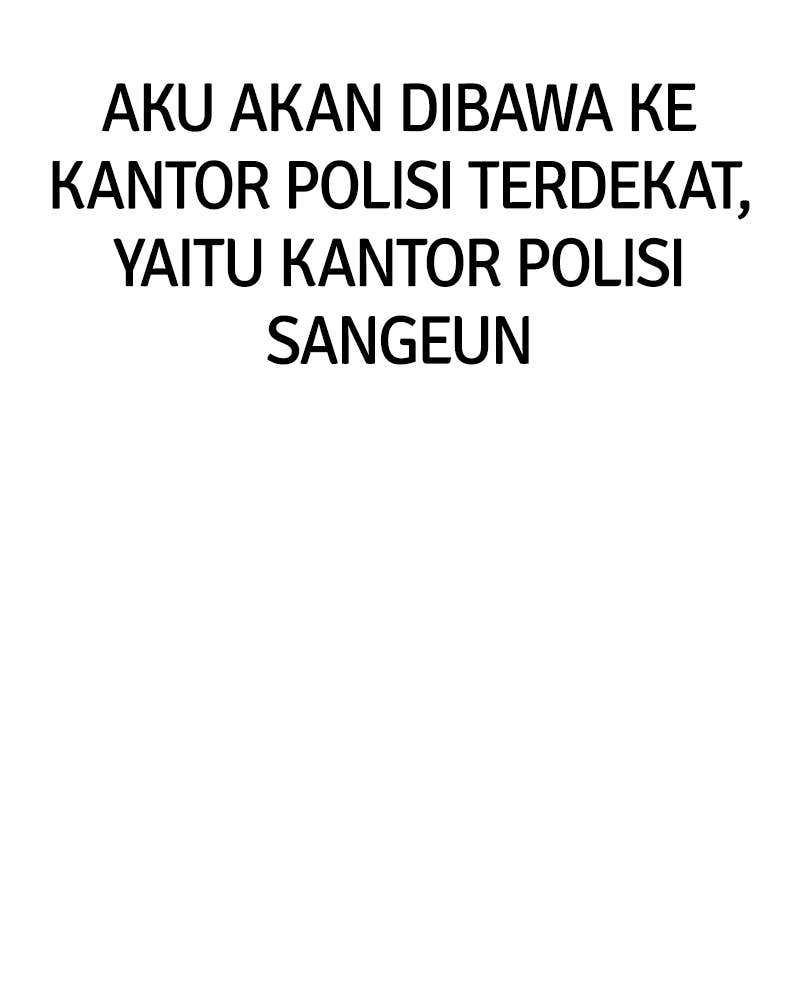 AKU AKAN DIBAWA KE
KANTOR POLISI TERDEKAT,
YAITU KANTOR POLISI
SANGEUN